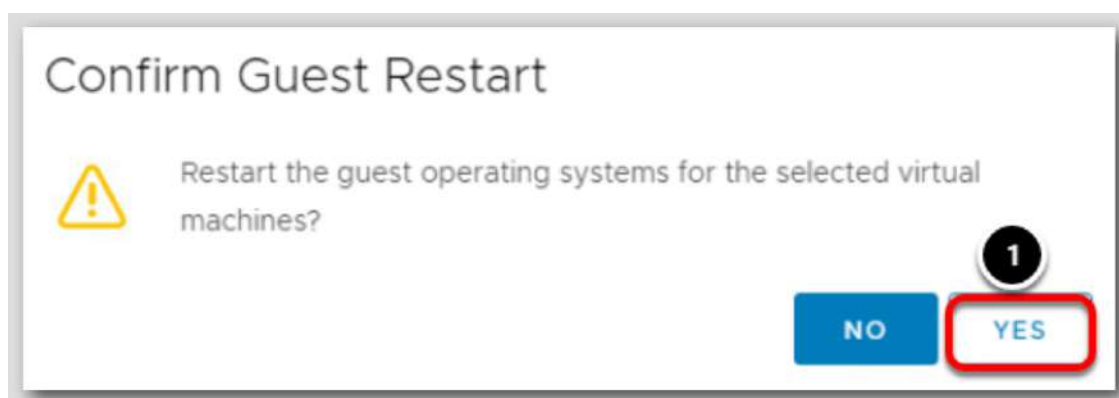 Confirm Guest Restart
Restart the guest operating systems for the selected virtual
machines?
1
NO
YES